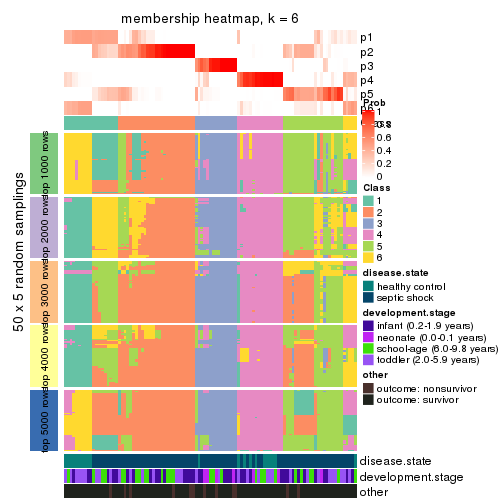 membership heatmap, k = 6
p1
p2
p3
p4
p5
p6
Class
50 x 5 random samplings
top 1000 rows
top 2000 rows
top 3000 rows
top 4000 rows
top 5000 rows
disease.state
development.stage
other
Prob
1
0.8
0.6
0.4
0.2
0
Class
1
2
3
4
5
6
disease.state
healthy control
septic shock
development.stage
infant (0.2-1.9 years)
neonate (0.0-0.1 years)
school-age (6.0-9.8 years)
toddler (2.0-5.9 years)
other
outcome: nonsurvivor
outcome: survivor